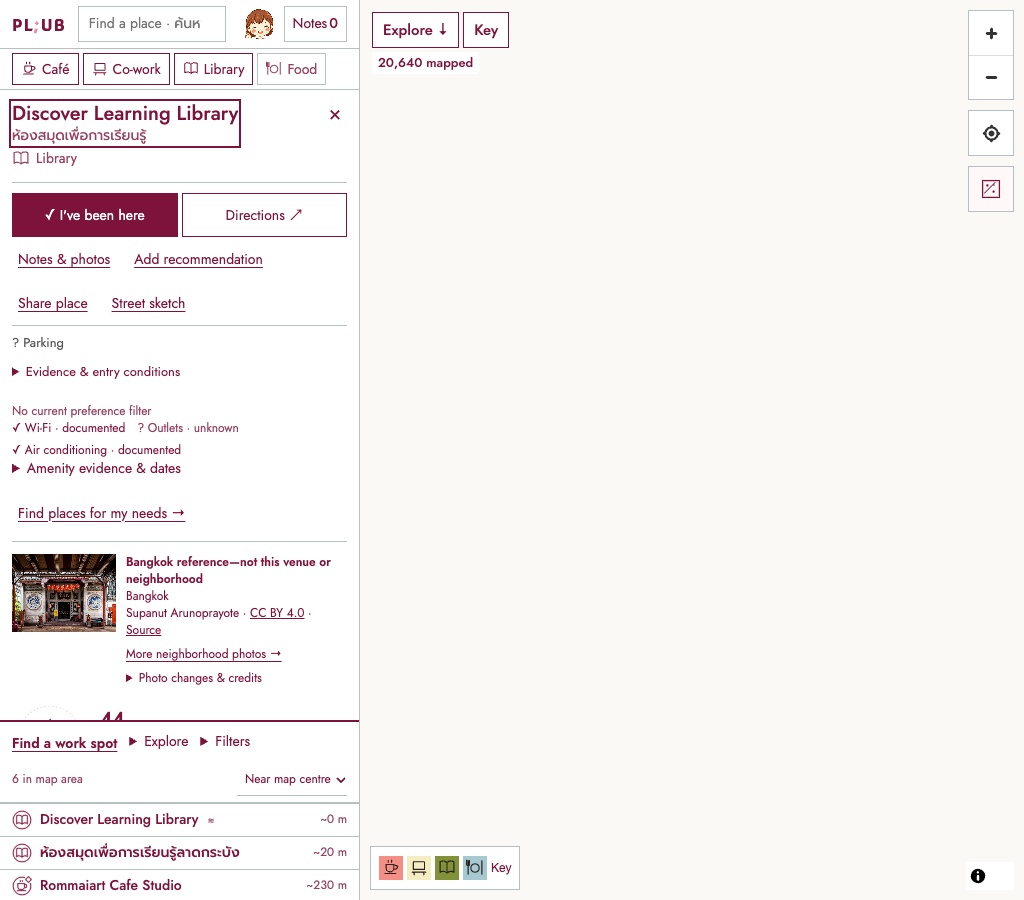 PL::UB
Find a place · ค้นห
Notes 0
Café
Co-work
Library
Food
Discover Learning Library
ห้องสมุดเพื่อการเรียนรู้
×
Library
✓ I've been here
Directions ↗
Notes & photos
Add recommendation
Share place
Street sketch
? Parking
▶ Evidence & entry conditions
No current preference filter
✓ Wi-Fi · documented ? Outlets · unknown
✓ Air conditioning · documented
▶ Amenity evidence & dates
Find places for my needs →
Bangkok reference—not this venue or
neighborhood
Bangkok
Supanut Arunoprayote · CC BY 4.0 ·
Source
More neighborhood photos →
▶ Photo changes & credits
44
Find a work spot
▶ Explore
▶ Filters
6 in map area
Near map centre
Discover Learning Library ≈
~0 m
ห้องสมุดเพื่อการเรียนรู้ลาดกระบัง
~20 m
Rommaiart Cafe Studio
~230 m
Explore ↓
Key
20,640 mapped
+
−
Key